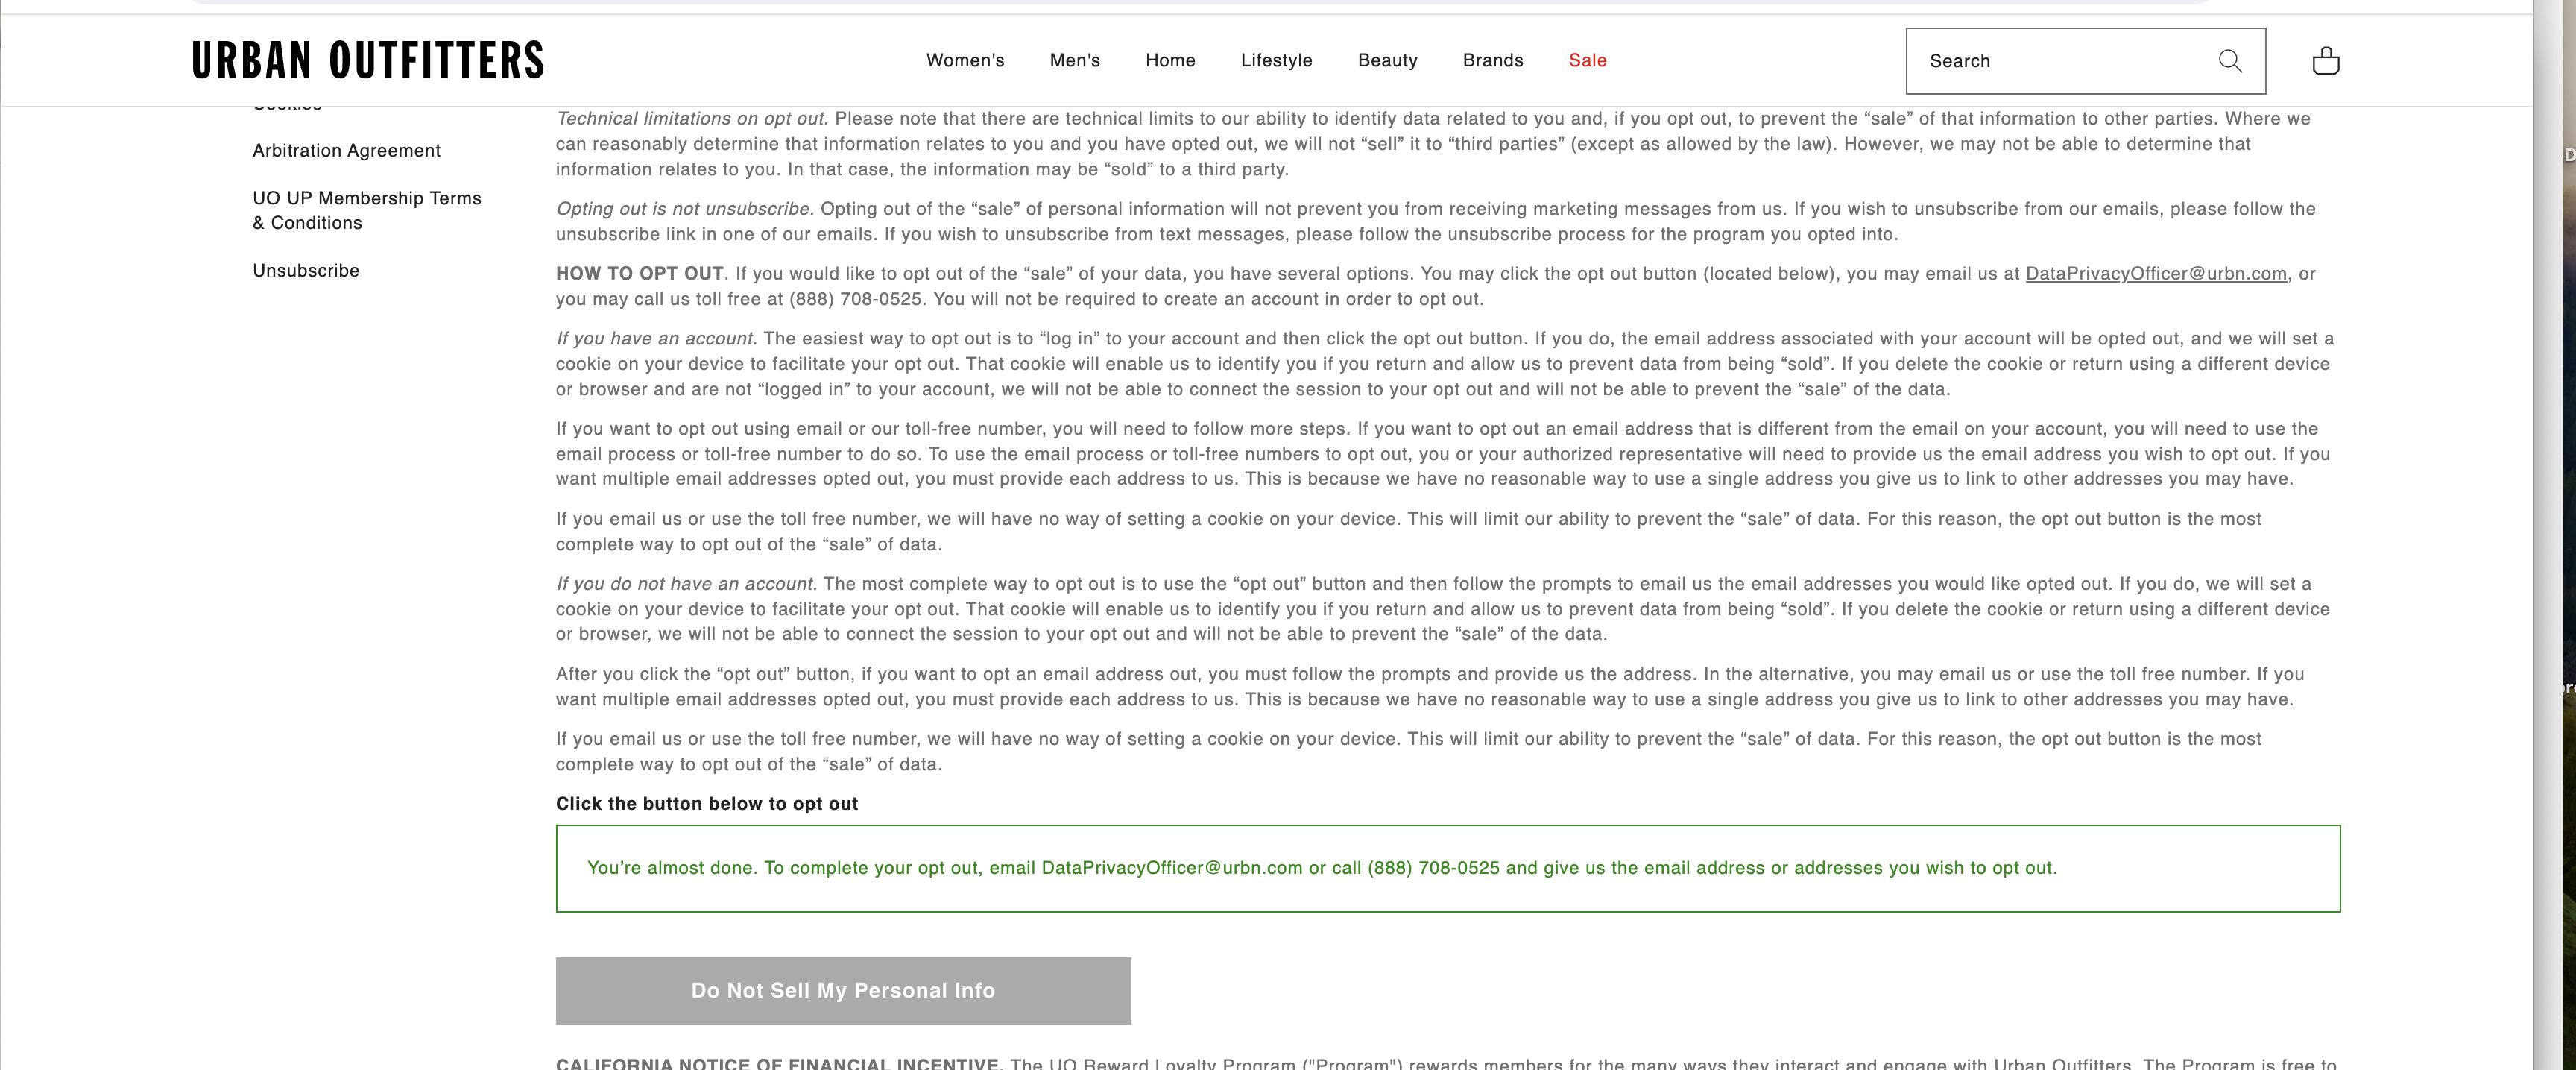 URBAN OUTFITTERS
Women's Men's Home Lifestyle Beauty Brands Sale
Search
Cookies
Arbitration Agreement
UO UP Membership Terms
& Conditions
Unsubscribe
Technical limitations on opt out. Please note that there are technical limits to our ability to identify data related to you and, if you opt out, to prevent the “sale” of that information to other parties. Where we
can reasonably determine that information relates to you and you have opted out, we will not “sell” it to “third parties” (except as allowed by the law). However, we may not be able to determine that
information relates to you. In that case, the information may be “sold” to a third party.
Opting out is not unsubscribe. Opting out of the “sale” of personal information will not prevent you from receiving marketing messages from us. If you wish to unsubscribe from our emails, please follow the
unsubscribe link in one of our emails. If you wish to unsubscribe from text messages, please follow the unsubscribe process for the program you opted into.
HOW TO OPT OUT. If you would like to opt out of the “sale” of your data, you have several options. You may click the opt out button (located below), you may email us at DataPrivacyOfficer@urbn.com, or
you may call us toll free at (888) 708-0525. You will not be required to create an account in order to opt out.
If you have an account. The easiest way to opt out is to “log in” to your account and then click the opt out button. If you do, the email address associated with your account will be opted out, and we will set a
cookie on your device to facilitate your opt out. That cookie will enable us to identify you if you return and allow us to prevent data from being “sold”. If you delete the cookie or return using a different device
or browser and are not “logged in” to your account, we will not be able to connect the session to your opt out and will not be able to prevent the “sale” of the data.
If you want to opt out using email or our toll-free number, you will need to follow more steps. If you want to opt out an email address that is different from the email on your account, you will need to use the
email process or toll-free number to do so. To use the email process or toll-free numbers to opt out, you or your authorized representative will need to provide us the email address you wish to opt out. If you
want multiple email addresses opted out, you must provide each address to us. This is because we have no reasonable way to use a single address you give us to link to other addresses you may have.
If you email us or use the toll free number, we will have no way of setting a cookie on your device. This will limit our ability to prevent the “sale” of data. For this reason, the opt out button is the most
complete way to opt out of the “sale” of data.
If you do not have an account. The most complete way to opt out is to use the “opt out” button and then follow the prompts to email us the email addresses you would like opted out. If you do, we will set a
cookie on your device to facilitate your opt out. That cookie will enable us to identify you if you return and allow us to prevent data from being “sold”. If you delete the cookie or return using a different device
or browser, we will not be able to connect the session to your opt out and will not be able to prevent the “sale” of the data.
After you click the “opt out” button, if you want to opt an email address out, you must follow the prompts and provide us the address. In the alternative, you may email us or use the toll free number. If you
want multiple email addresses opted out, you must provide each address to us. This is because we have no reasonable way to use a single address you give us to link to other addresses you may have.
If you email us or use the toll free number, we will have no way of setting a cookie on your device. This will limit our ability to prevent the “sale” of data. For this reason, the opt out button is the most
complete way to opt out of the “sale” of data.
Click the button below to opt out
You’re almost done. To complete your opt out, email DataPrivacyOfficer@urbn.com or call (888) 708-0525 and give us the email address or addresses you wish to opt out.
Do Not Sell My Personal Info
CALIFORNIA NOTICE OF FINANCIAL INCENTIVE. The UO Reward Loyalty Program ("Program") rewards members for the many ways they interact and engage with Urban Outfitters. The Program is free to